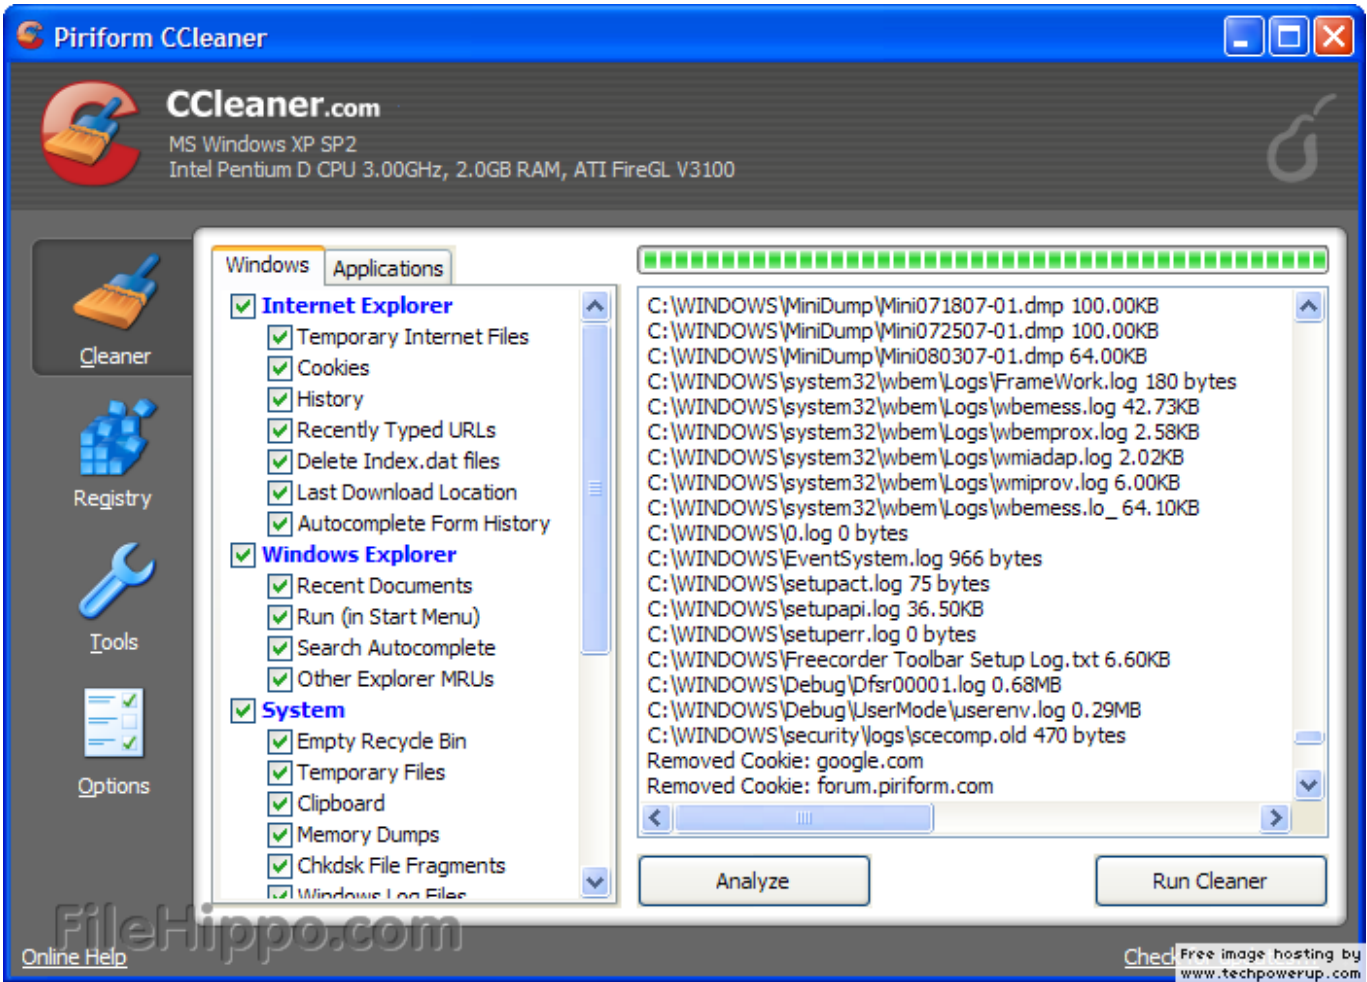 Piriform CCleaner
CCleaner.com
MS Windows XP SP2
Intel Pentium D CPU 3.00GHz, 2.0GB RAM, ATI FireGL V3100
Cleaner
Registry
Tools
Options
Windows
Applications
Internet Explorer
Temporary Internet Files
Cookies
History
Recently Typed URLs
Delete Index.dat files
Last Download Location
Autocomplete Form History
Windows Explorer
Recent Documents
Run (in Start Menu)
Search Autocomplete
Other Explorer MRUs
System
Empty Recycle Bin
Temporary Files
Clipboard
Memory Dumps
Chkdsk File Fragments
Windows Log Files
C:\WINDOWS\MiniDump\Mini071807-01.dmp 100.00KB
C:\WINDOWS\MiniDump\Mini072507-01.dmp 100.00KB
C:\WINDOWS\MiniDump\Mini080307-01.dmp 64.00KB
C:\WINDOWS\system32\wbem\Logs\FrameWork.log 180 bytes
C:\WINDOWS\system32\wbem\Logs\wbemess.log 42.73KB
C:\WINDOWS\system32\wbem\Logs\wbemprox.log 2.58KB
C:\WINDOWS\system32\wbem\Logs\wmiadap.log 2.02KB
C:\WINDOWS\system32\wbem\Logs\wmiprov.log 6.00KB
C:\WINDOWS\system32\wbem\Logs\wbemess.lo_ 64.10KB
C:\WINDOWS\0.log 0 bytes
C:\WINDOWS\EventSystem.log 966 bytes
C:\WINDOWS\setupact.log 75 bytes
C:\WINDOWS\setupapi.log 36.50KB
C:\WINDOWS\setuperr.log 0 bytes
C:\WINDOWS\Freecorder Toolbar Setup Log.txt 6.60KB
C:\WINDOWS\Debug\Dfsr00001.log 0.68MB
C:\WINDOWS\Debug\UserMode\userenv.log 0.29MB
C:\WINDOWS\security\logs\scecomp.old 470 bytes
Removed Cookie: google.com
Removed Cookie: forum.piriform.com
Analyze
Run Cleaner
FileHippo.com
Online Help
Check
Free image hosting by
www.techpowerup.com